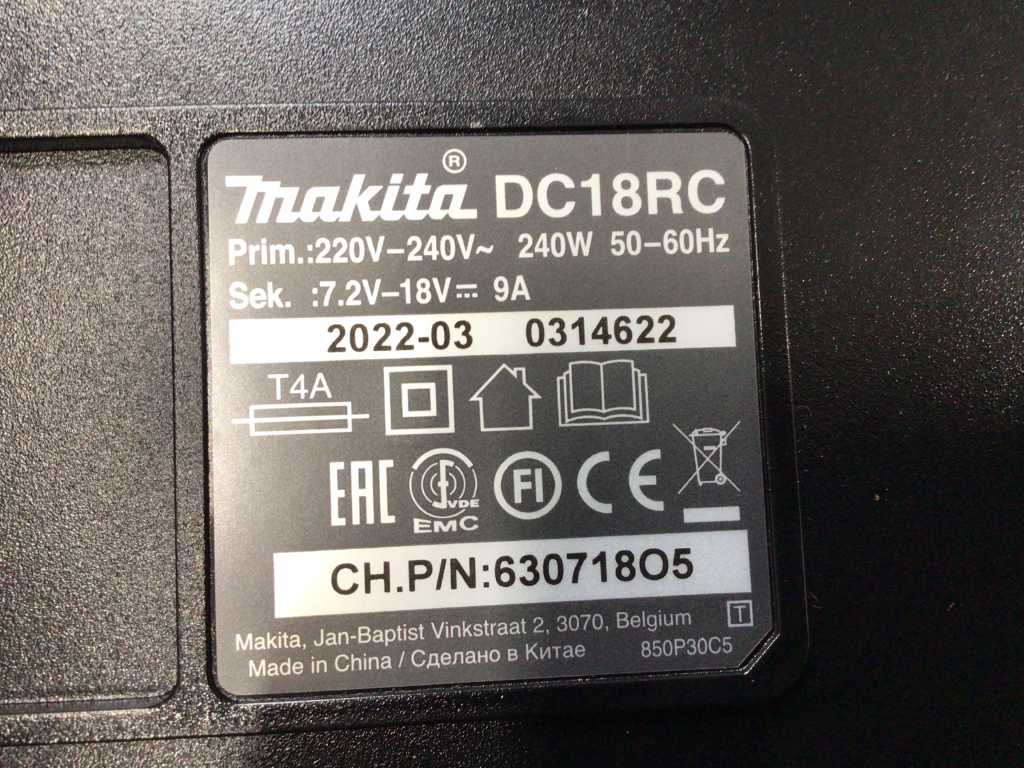 makita® DC18RC
Prim.:220V–240V~ 240W 50–60Hz
Sek. :7.2V–18V⎓ 9A
2022-03 0314622
T4A
EAC VDE EMC FI CE
CH.P/N:630718O5
Makita, Jan-Baptist Vinkstraat 2, 3070, Belgium T
Made in China / Сделано в Китае 850P30C5